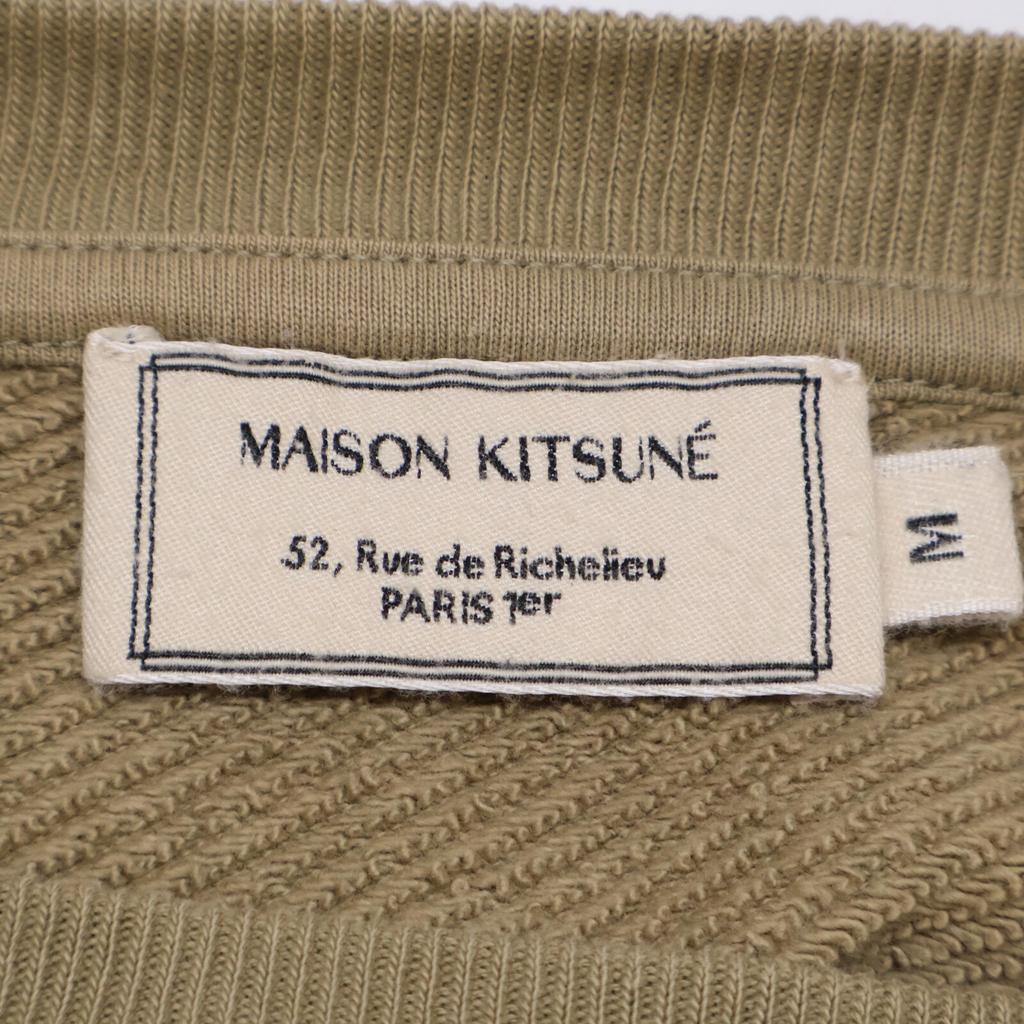 MAISON KITSUNÉ
52, Rue de Richelieu
PARIS 1er
M